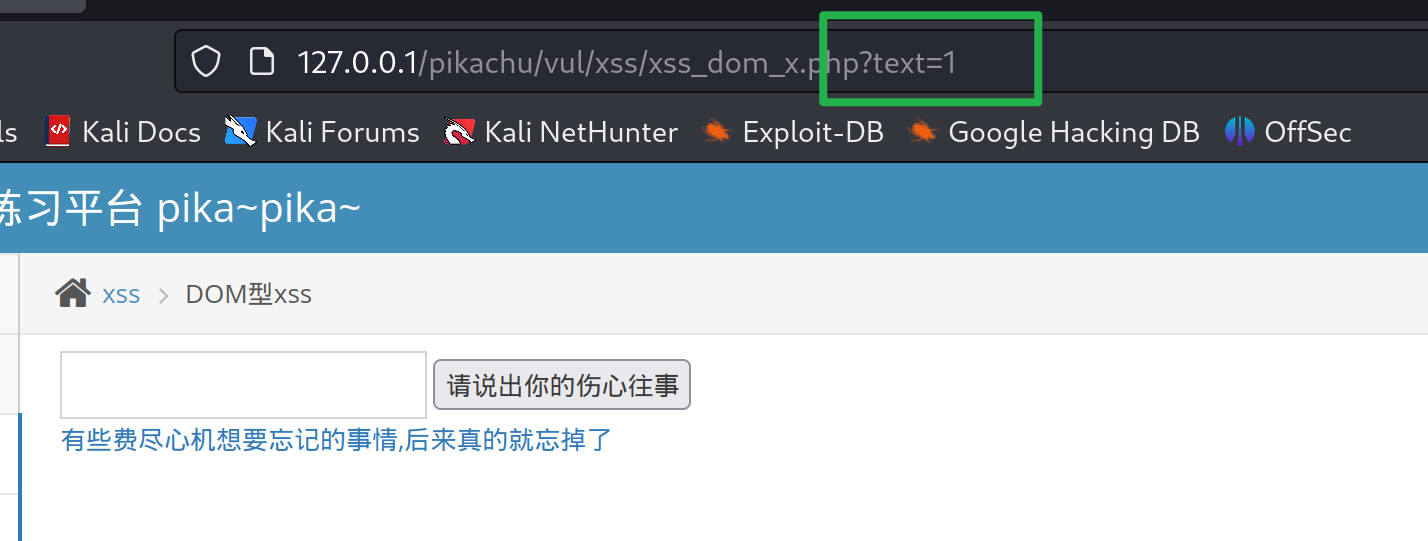 127.0.0.1/pikachu/vul/xss/xss_dom_x.php?text=1
ls Kali Docs Kali Forums Kali NetHunter Exploit-DB Google Hacking DB OffSec
练习平台 pika~pika~
xss > DOM型xss
请说出你的伤心往事
有些费尽心机想要忘记的事情,后来真的就忘掉了